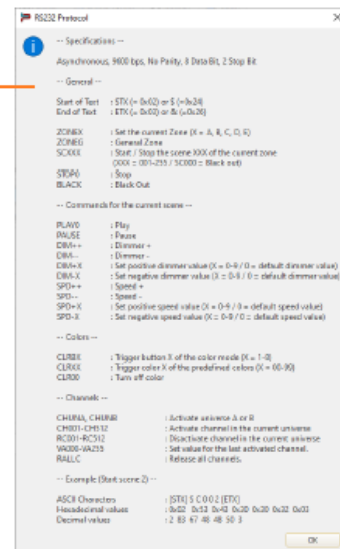 RS232 Protocol
-- Specifications --
Asynchronous, 9600 bps, No Parity, 8 Data Bit, 2 Stop Bit
-- General --
Start of Text : STX (= 0x02) or $ (=0x24)
End of Text : ETX (= 0x03) or & (=0x26)
ZONEX : Set the current Zone (X = A, B, C, D, E)
ZONEG : General Zone
SCXXX : Start / Stop the scene XXX of the current zone
(XXX = 001-255 / SC000 = Black out)
STOP0 : Stop
BLACK : Black Out
-- Commands for the current scene --
PLAY0 : Play
PAUSE : Pause
DIM++ : Dimmer +
DIM-- : Dimmer -
DIM+X : Set positive dimmer value (X = 0-9 / 0 = default dimmer value)
DIM-X : Set negative dimmer value (X = 0-9 / 0 = default dimmer value)
SPD++ : Speed +
SPD-- : Speed -
SPD+X : Set positive speed value (X = 0-9 / 0 = default speed value)
SPD-X : Set negative speed value (X = 0-9 / 0 = default speed value)
-- Colors --
CLRBX : Trigger button X of the color mode (X = 1-8)
CLRXX : Trigger color X of the predefined colors (X = 00-99)
CLR00 : Turn off color
-- Channels --
CHUNA, CHUNB : Activate universe A or B
CH001-CH512 : Activate channel in the current universe
RC001-RC512 : Disactivate channel in the current universe
VA000-VA255 : Set value for the last activated channel.
RALLC : Release all channels.
-- Example (Start scene 2) --
ASCII Characters : [STX] S C 0 0 2 [ETX]
Hexadecimal values : 0x02 0x53 0x43 0x30 0x30 0x32 0x03
Decimal values : 2 83 67 48 48 50 3
OK